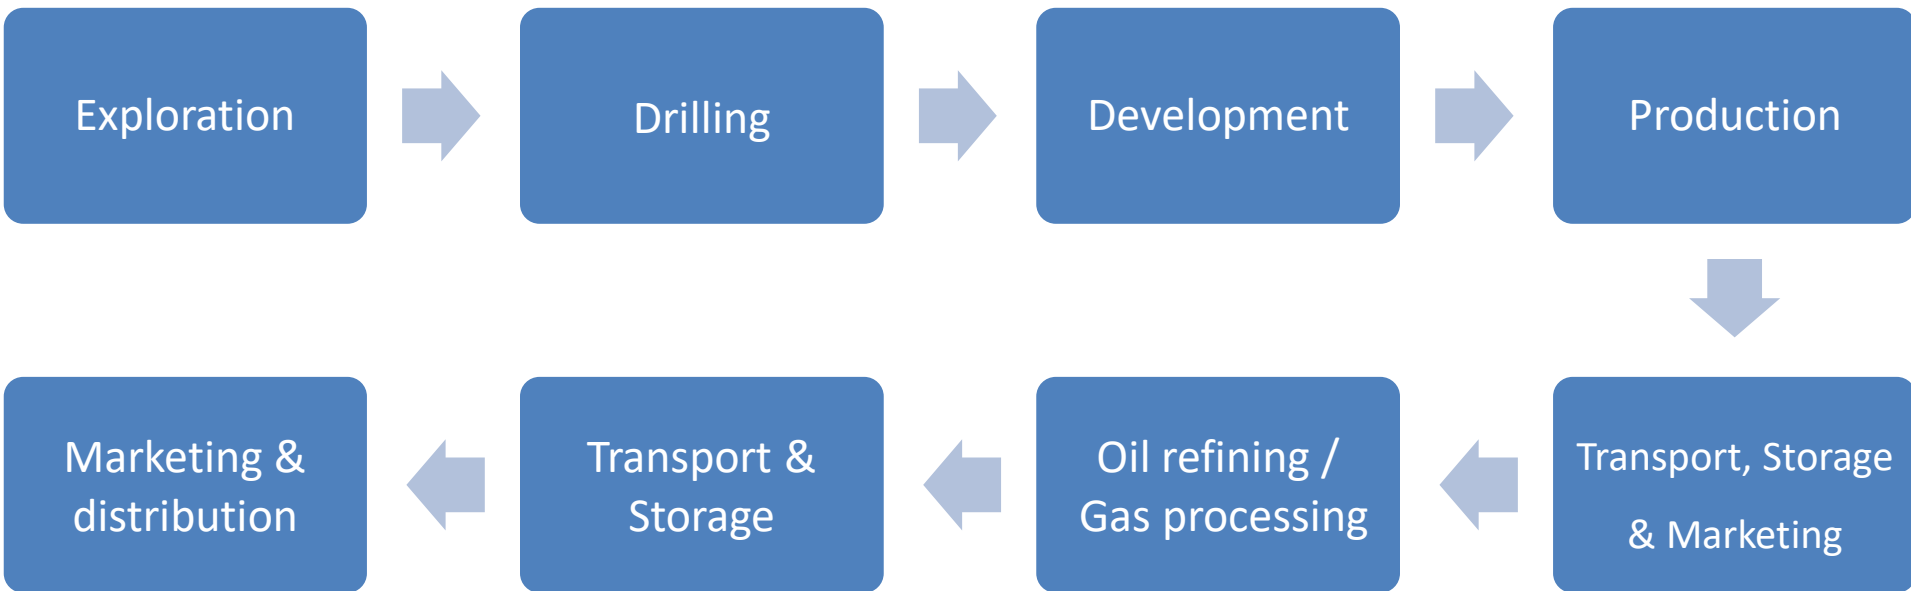 Exploration
Drilling
Development
Production
Transport, Storage
& Marketing
Oil refining /
Gas processing
Transport &
Storage
Marketing &
distribution